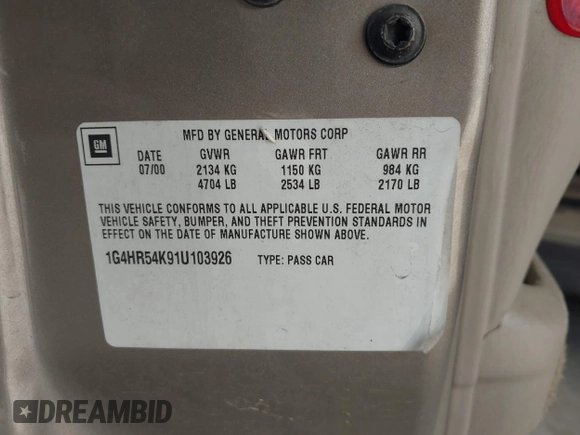 GM
MFD BY GENERAL MOTORS CORP
DATE GVWR GAWR FRT GAWR RR
07/00 2134 KG 1150 KG 984 KG
4704 LB 2534 LB 2170 LB
THIS VEHICLE CONFORMS TO ALL APPLICABLE U.S. FEDERAL MOTOR
VEHICLE SAFETY, BUMPER, AND THEFT PREVENTION STANDARDS IN
EFFECT ON THE DATE OF MANUFACTURE SHOWN ABOVE.
1G4HR54K91U103926 TYPE: PASS CAR
DREAMBID